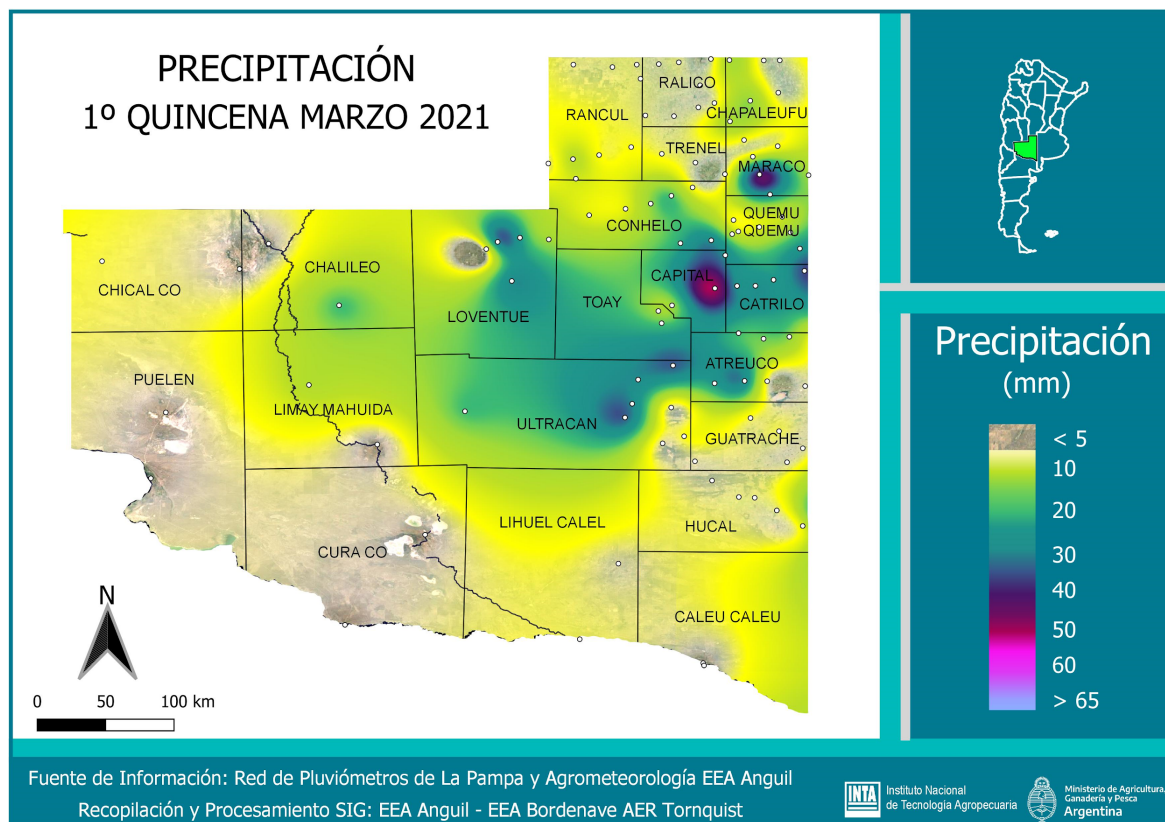 PRECIPITACIÓN
1º QUINCENA MARZO 2021
RALICO
RANCUL
CHAPALEUFU
TRENEL
MARACO
QUEMU
QUEMU
CONHELO
CHALILEO
CAPITAL
CHICAL CO
TOAY
CATRILO
LOVENTUE
ATREUCO
PUELEN
LIMAY MAHUIDA
ULTRACAN
GUATRACHE
LIHUEL CALEL
HUCAL
CURA CO
CALEU CALEU
N
0 50 100 km
Precipitación
(mm)
< 5
10
20
30
40
50
60
> 65
Fuente de Información: Red de Pluviómetros de La Pampa y Agrometeorología EEA Anguil
Recopilación y Procesamiento SIG: EEA Anguil - EEA Bordenave AER Tornquist
INTA
Instituto Nacional
de Tecnología Agropecuaria
Ministerio de Agricultura,
Ganadería y Pesca
Argentina